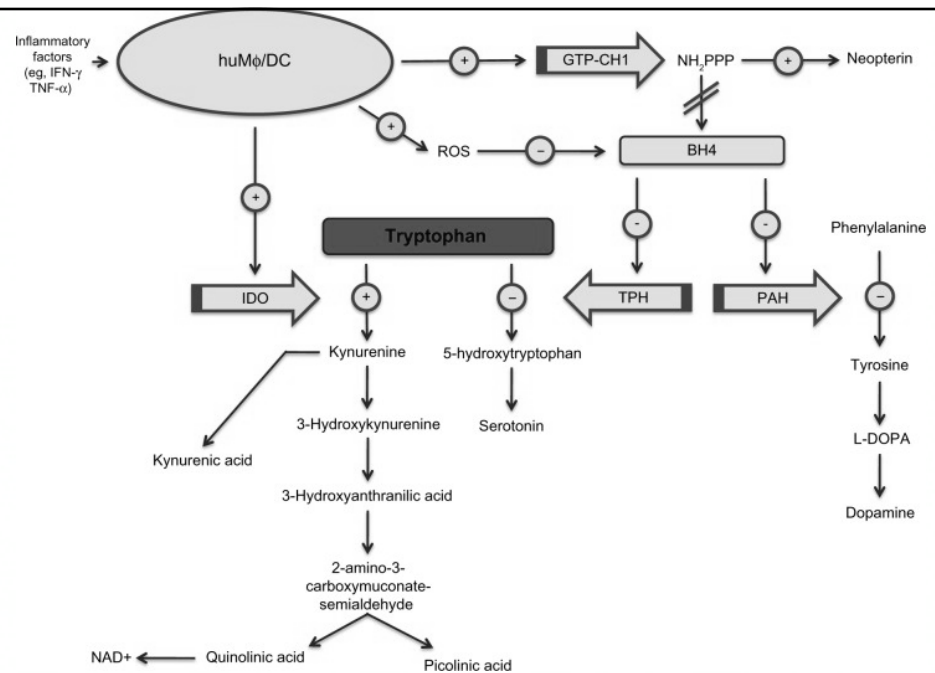 Inflammatory
factors
(eg, IFN-γ
TNF-α)
huMϕ/DC
+
GTP-CH1
NH₂PPP
+
Neopterin
+
ROS
−
BH4
+
Tryptophan
-
-
Phenylalanine
IDO
+
−
TPH
PAH
−
Kynurenine
5-hydroxytryptophan
Tyrosine
3-Hydroxykynurenine
Serotonin
L-DOPA
Kynurenic acid
3-Hydroxyanthranilic acid
Dopamine
2-amino-3-
carboxymuconate-
semialdehyde
NAD+
Quinolinic acid
Picolinic acid